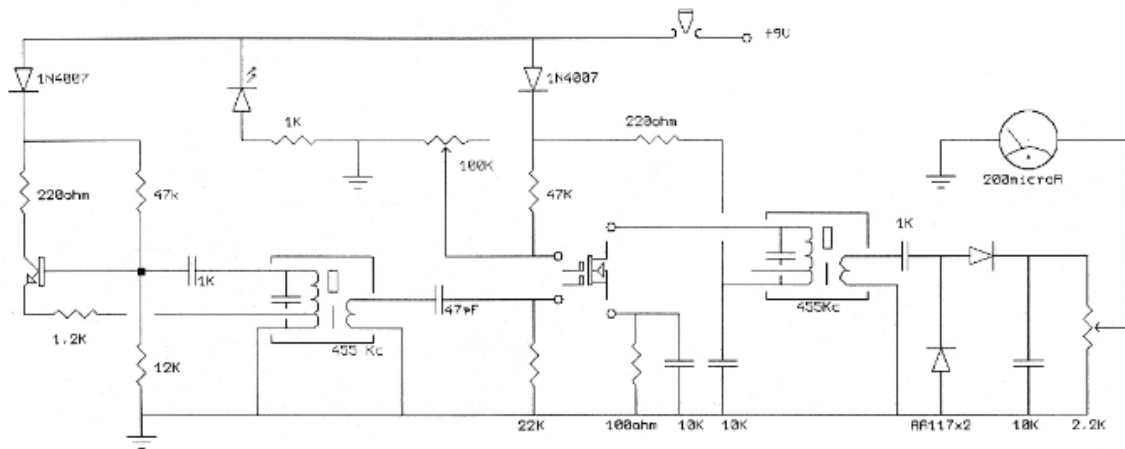 +9V
1N4007
1N4007
1K
100K
220ohm
200microA
220ohm
47k
47K
1K
1K
47pF
1.2K
455 Kc
455Kc
12K
22K
100ohm
10K
10K
AA117x2
10K
2.2K